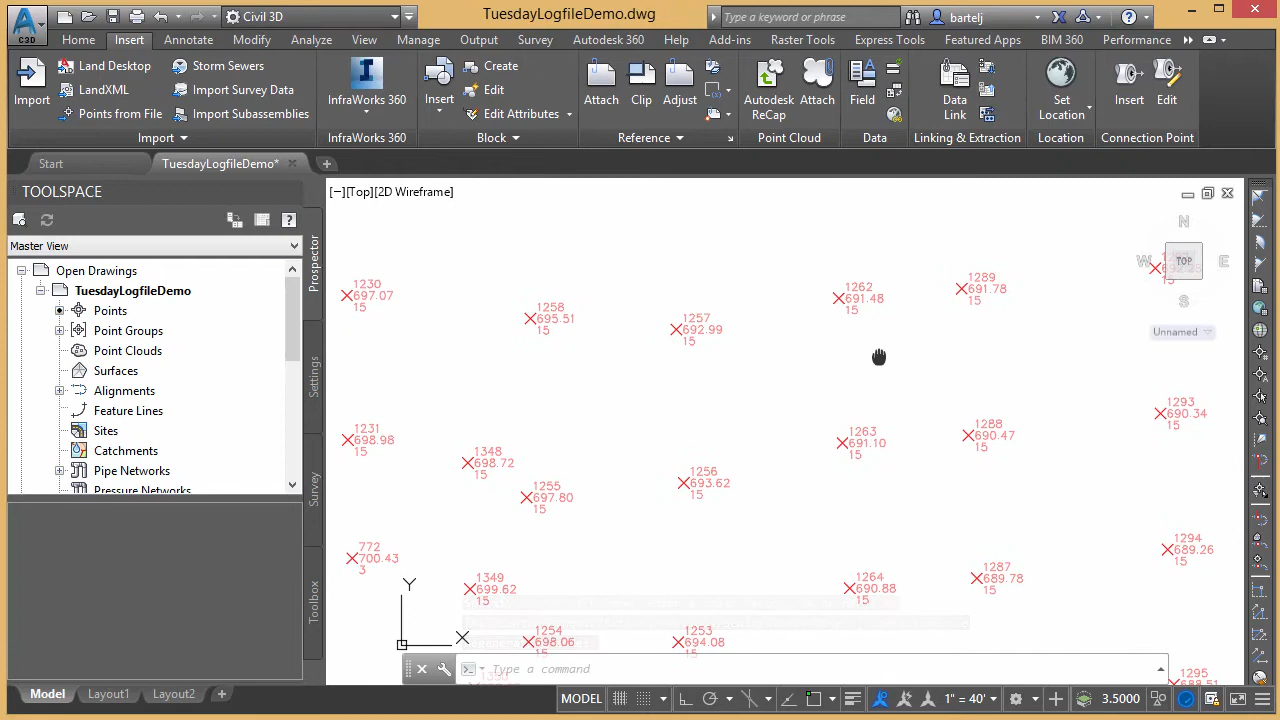 TuesdayLogfileDemo.dwg
C3D
Civil 3D
Type a keyword or phrase
bartelj
Home Insert Annotate Modify Analyze View Manage Output Survey Autodesk 360 Help Add-ins Raster Tools Express Tools Featured Apps BIM 360 Performance
Import
Land Desktop
LandXML
Points from File
Storm Sewers
Import Survey Data
Import Subassemblies
InfraWorks 360
Insert
Create
Edit
Edit Attributes
Attach
Clip
Adjust
Autodesk
ReCap
Attach
Field
Data
Link
Set
Location
Insert
Edit
Import
InfraWorks 360
Block
Reference
Point Cloud
Data
Linking & Extraction
Location
Connection Point
Start
TuesdayLogfileDemo*
TOOLSPACE
Master View
Open Drawings
TuesdayLogfileDemo
Points
Point Groups
Point Clouds
Surfaces
Alignments
Feature Lines
Sites
Catchments
Pipe Networks
Pressure Networks
Prospector
Settings
Survey
Toolbox
[−][Top][2D Wireframe]
N
W
TOP
E
S
Unnamed
1230
697.07
15
1258
695.51
15
1257
692.99
15
1262
691.48
15
1289
691.78
15
1231
698.98
15
1348
698.72
15
1255
697.80
15
1256
693.62
15
1263
691.10
15
1288
690.47
15
1293
690.34
15
772
700.43
3
1349
699.62
15
1264
690.88
15
1287
689.78
15
1294
689.26
15
1254
698.06
15
1253
694.08
15
1295
688.51
Y
X
Type a command
Model
Layout1
Layout2
MODEL
1" = 40'
3.5000